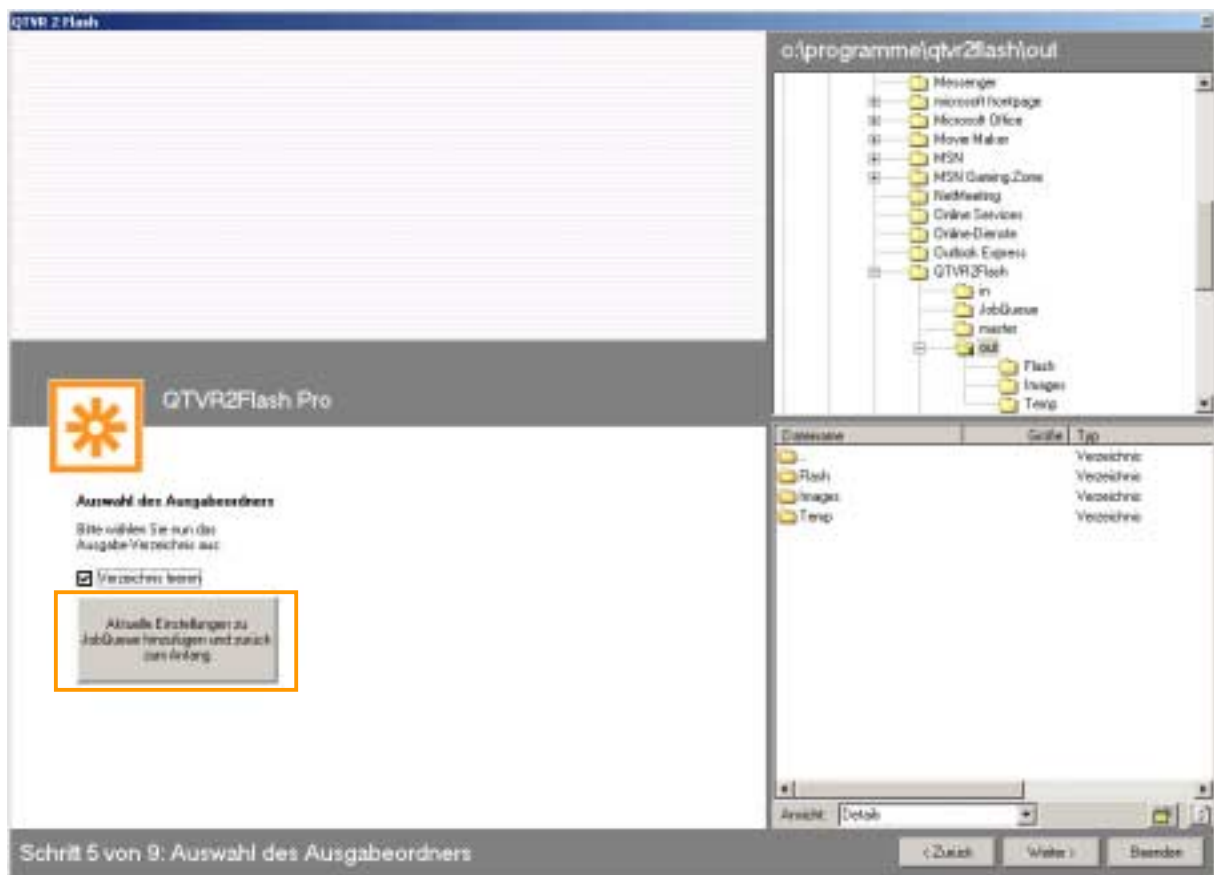 QTVR 2 Flash
c:\programme\qtvr2flash\out
Messenger
microsoft frontpage
Microsoft Office
Movie Maker
MSN
MSN Gaming Zone
NetMeeting
Online Services
Online-Dienste
Outlook Express
QTVR2Flash
in
JobQueue
master
out
Flash
Images
Temp
QTVR2Flash Pro
Auswahl des Ausgabeordners
Bitte wählen Sie nun das
Ausgabe-Verzeichnis aus
Verzeichnis leeren
Aktuelle Einstellungen zu
JobQueue hinzufügen und zurück
zum Anfang
Dateiname Größe Typ
.. Verzeichnis
Flash Verzeichnis
Images Verzeichnis
Temp Verzeichnis
Ansicht: Details
Schritt 5 von 9: Auswahl des Ausgabeordners
< Zurück Weiter > Beenden